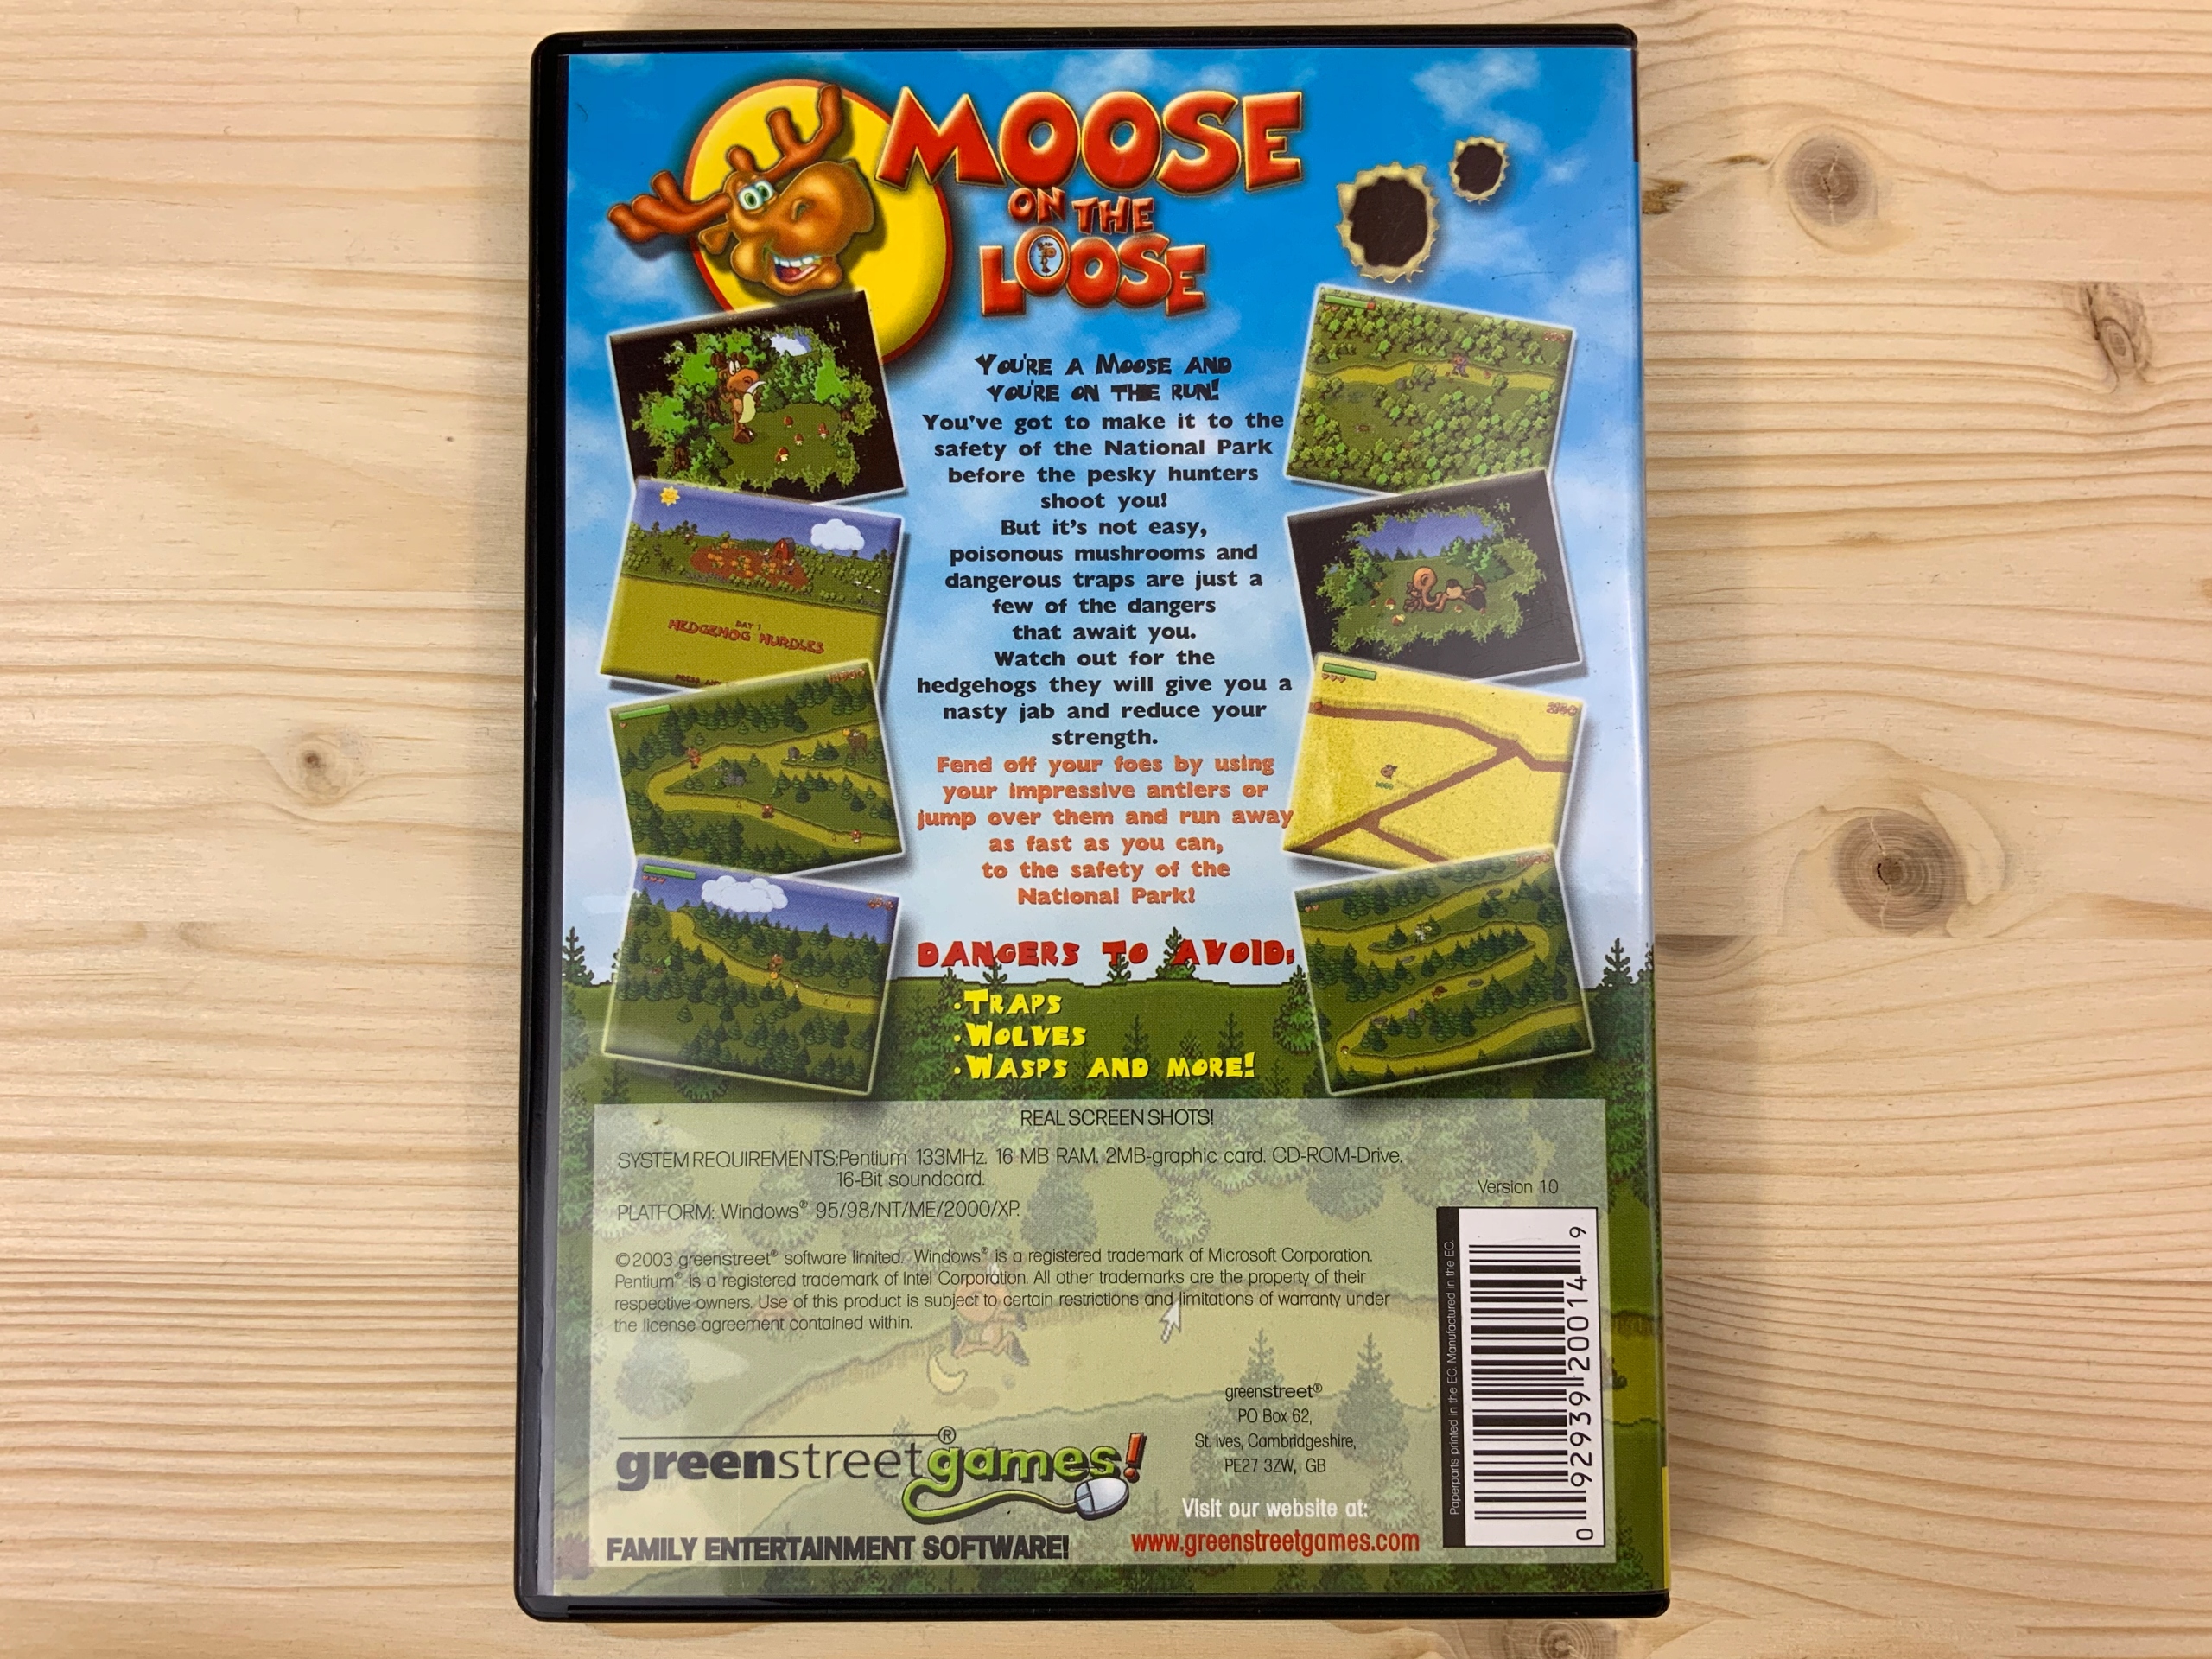 MOOSE
ON THE
LOOSE
YOU'RE A MOOSE AND
YOU'RE ON THE RUN!
You've got to make it to the
safety of the National Park
before the pesky hunters
shoot you!
But it's not easy,
poisonous mushrooms and
dangerous traps are just a
few of the dangers
that await you.
Watch out for the
hedgehogs they will give you a
nasty jab and reduce your
strength.
Fend off your foes by using
your impressive antlers or
jump over them and run away
as fast as you can,
to the safety of the
National Park!
DAY 1
HEDGEHOG HURDLES
DANGERS TO AVOID:
·TRAPS
·WOLVES
·WASPS AND MORE!
REAL SCREEN SHOTS!
SYSTEM REQUIREMENTS:Pentium 133MHz. 16 MB RAM. 2MB-graphic card. CD-ROM-Drive.
16-Bit soundcard.
PLATFORM: Windows® 95/98/NT/ME/2000/XP.
Version 1.0
©2003 greenstreet® software limited. Windows® is a registered trademark of Microsoft Corporation.
Pentium® is a registered trademark of Intel Corporation. All other trademarks are the property of their
respective owners. Use of this product is subject to certain restrictions and limitations of warranty under
the license agreement contained within.
greenstreet®games!
FAMILY ENTERTAINMENT SOFTWARE!
greenstreet®
PO Box 62,
St. Ives, Cambridgeshire,
PE27 3ZW, GB
Visit our website at:
www.greenstreetgames.com
Paperparts printed in the EC. Manufactured in the EC.
0 92939 20014 9